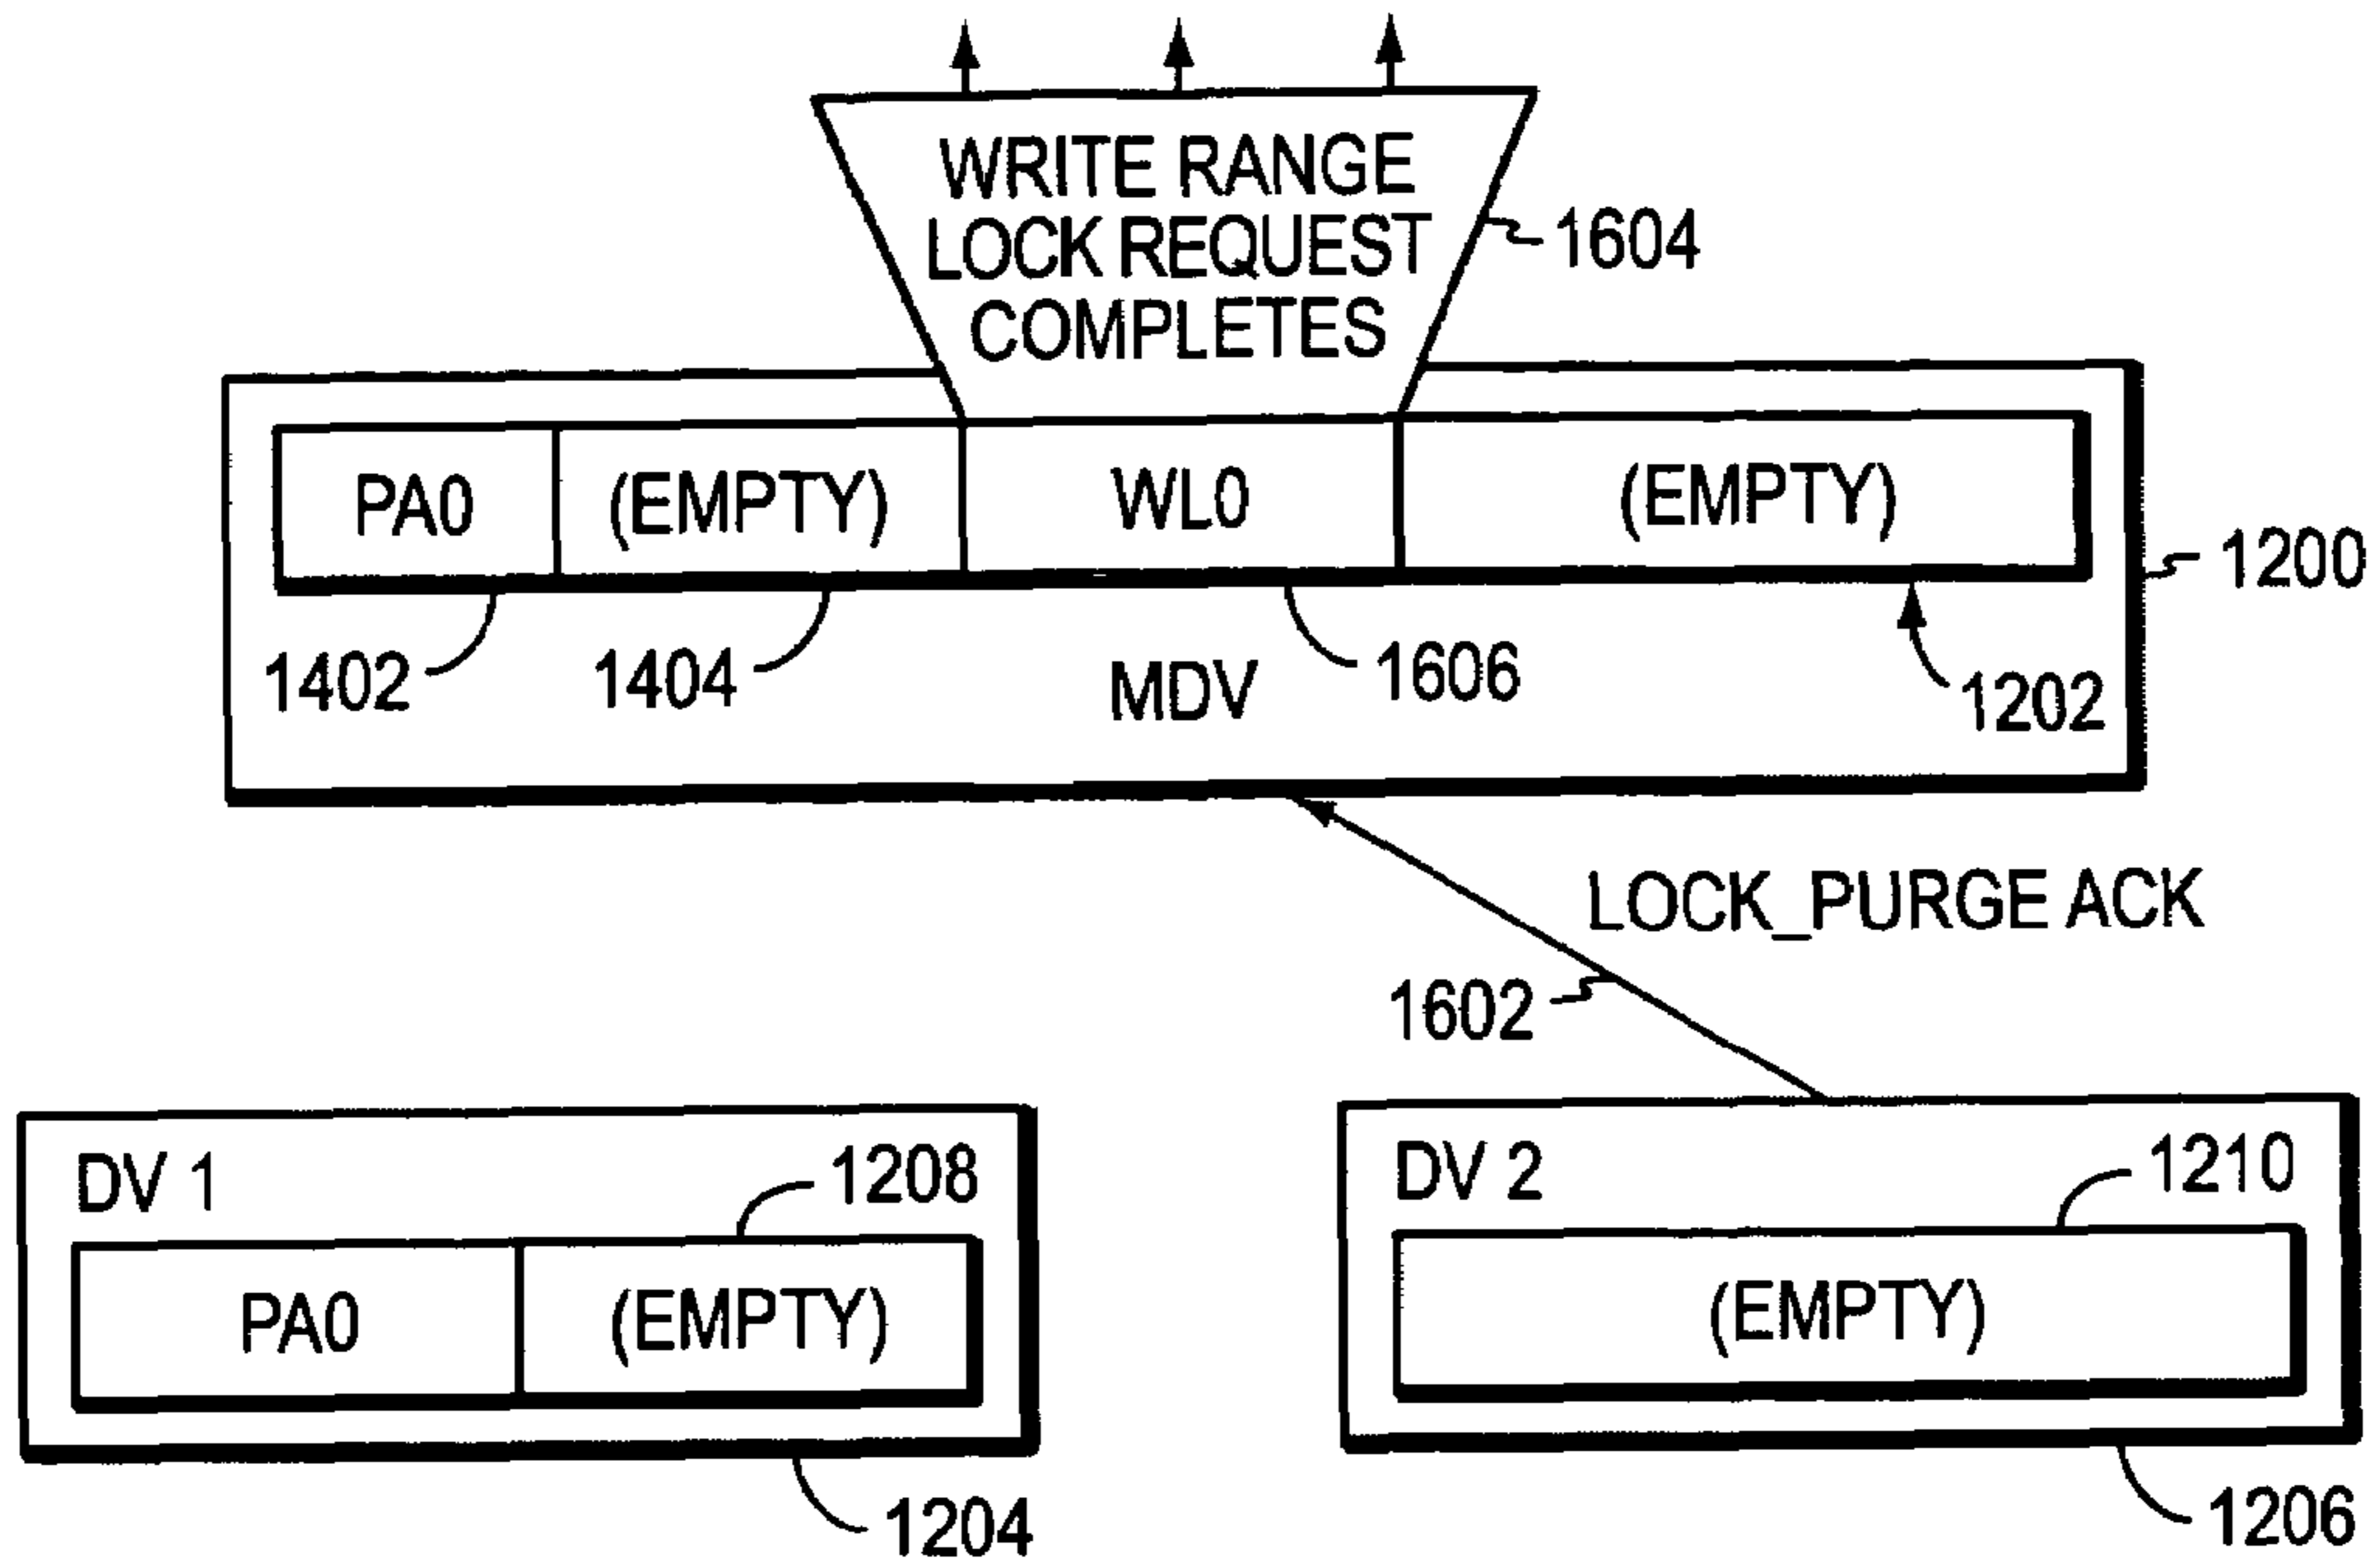 WRITE RANGE
LOCK REQUEST
COMPLETES
1604
PA0
(EMPTY)
WL0
(EMPTY)
1200
1402
1404
MDV
1606
1202
LOCK_PURGE ACK
1602
DV 1
1208
PA0
(EMPTY)
1204
DV 2
1210
(EMPTY)
1206